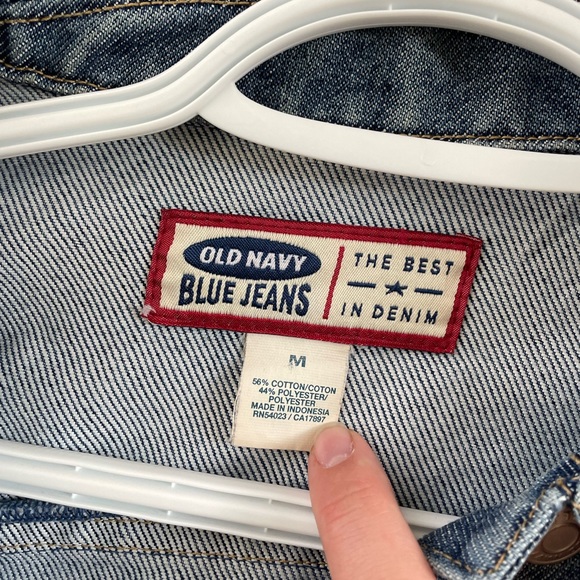 OLD NAVY
BLUE JEANS
THE BEST
IN DENIM
M
56% COTTON/COTON
44% POLYESTER/
POLYESTER
MADE IN INDONESIA
RN54023 / CA17897